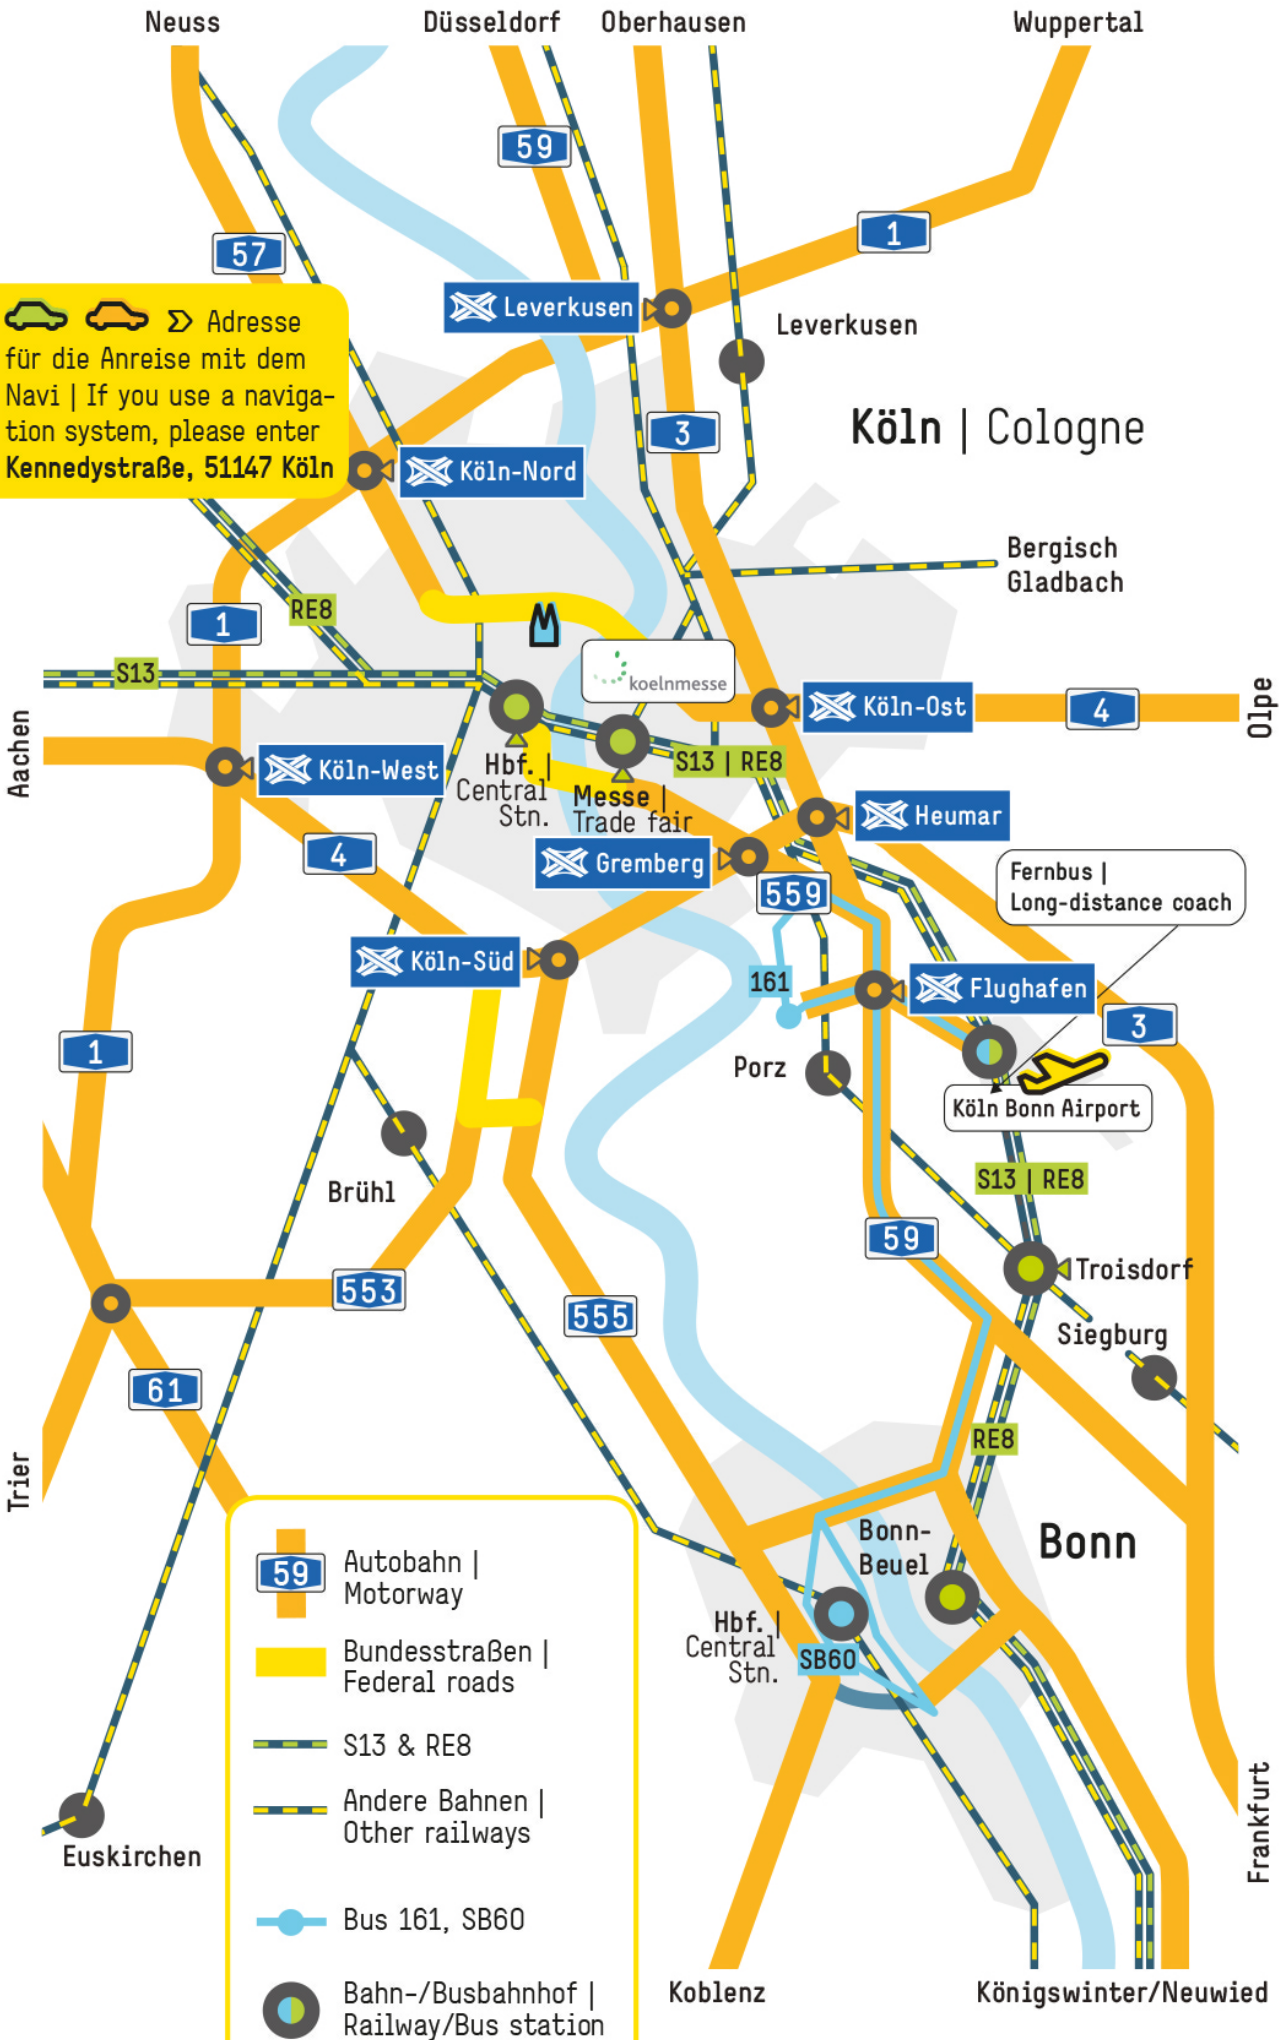 Neuss
Düsseldorf
Oberhausen
Wuppertal
59
1
57
Leverkusen
Adresse
für die Anreise mit dem
Navi | If you use a naviga-
tion system, please enter
Kennedystraße, 51147 Köln
Leverkusen
3
Köln | Cologne
Köln-Nord
Bergisch
Gladbach
RE8
1
S13
koelnmesse
Köln-Ost
4
Olpe
Aachen
Köln-West
Hbf. |
Central
Stn.
S13 | RE8
Messe |
Trade fair
Heumar
4
Gremberg
559
Fernbus |
Long-distance coach
Köln-Süd
161
Flughafen
3
1
Porz
Köln Bonn Airport
Brühl
S13 | RE8
59
Troisdorf
553
555
Siegburg
61
RE8
Trier
Bonn-
Beuel
Bonn
Hbf. |
Central
Stn.
SB60
59
Autobahn |
Motorway
Bundesstraßen |
Federal roads
S13 & RE8
Andere Bahnen |
Other railways
Bus 161, SB60
Bahn-/Busbahnhof |
Railway/Bus station
Euskirchen
Frankfurt
Koblenz
Königswinter/Neuwied